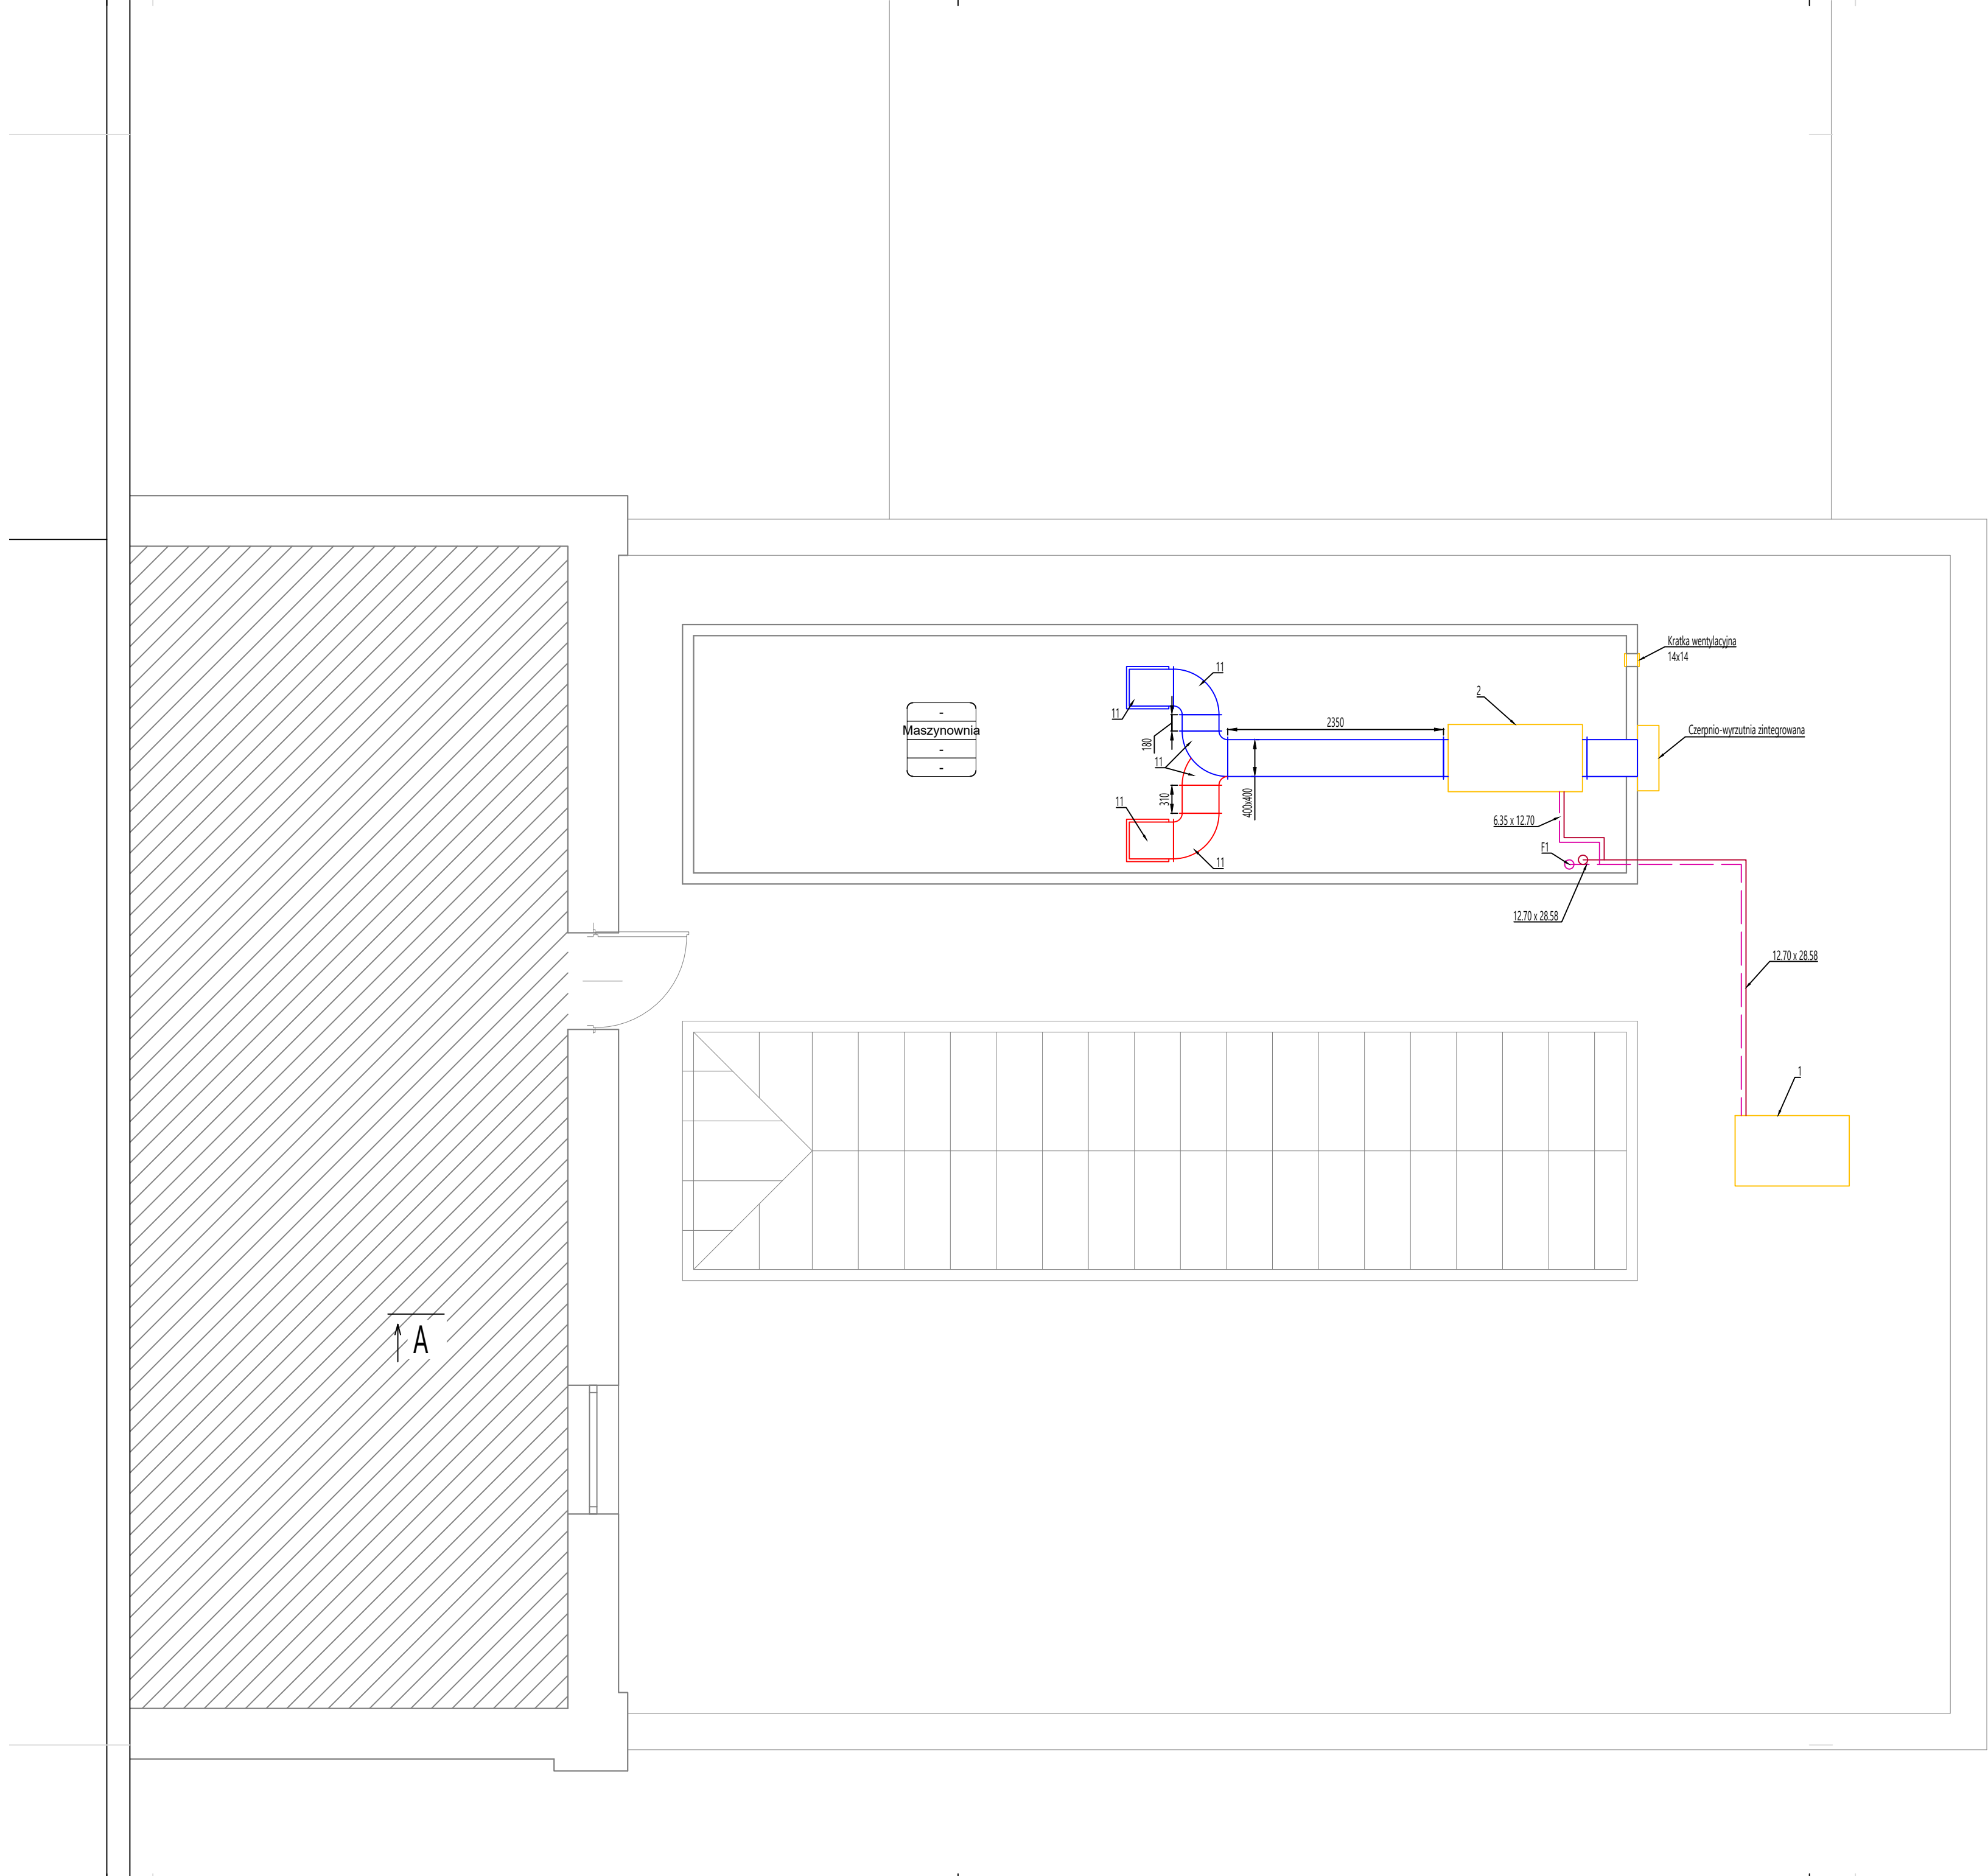 Kratka wentylacyjna
14x14
11
2
11
-
Maszynownia
-
-
2350
Czerpnio-wyrzutnia zintegrowana
180
11
310
400x400
11
6.35 x 12.70
F1
11
12.70 x 28.58
12.70 x 28.58
1
A